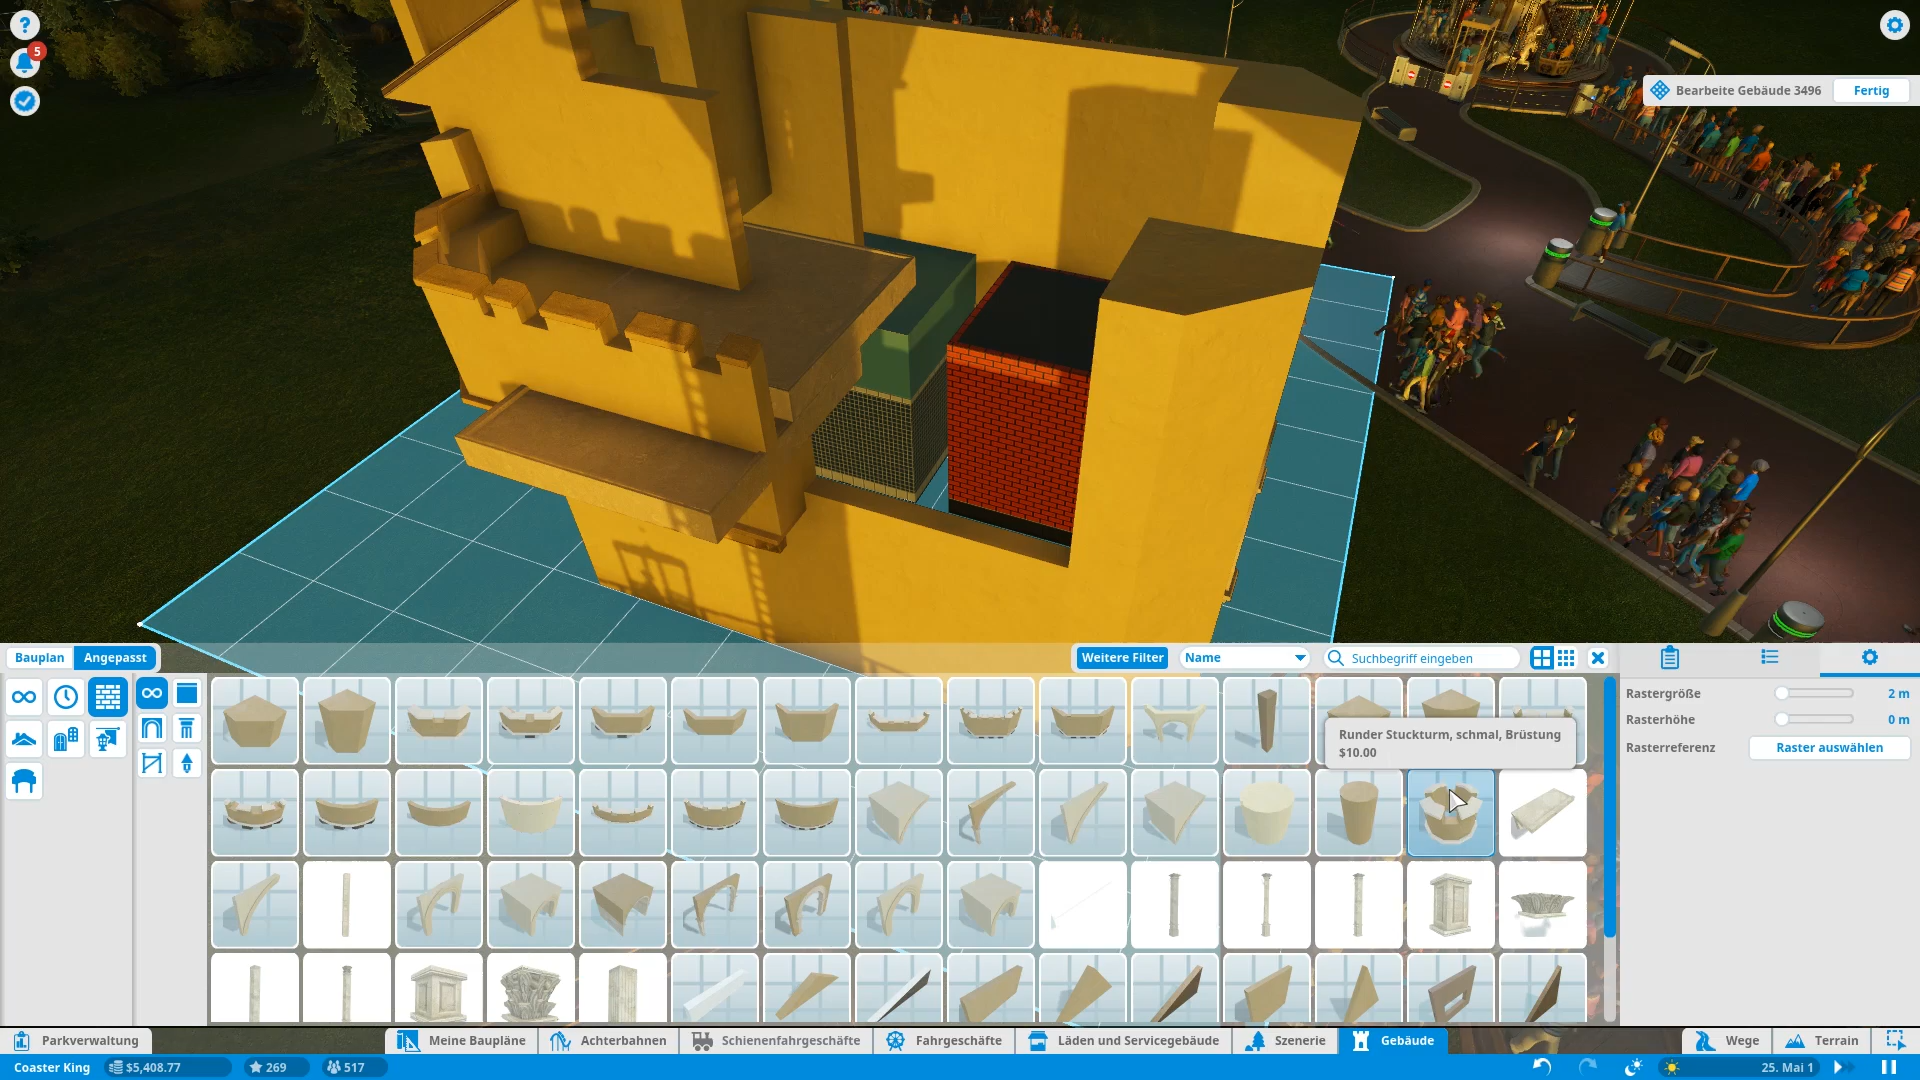 ?
5
Bearbeite Gebäude 3496
Fertig
Bauplan
Angepasst
Weitere Filter
Name
Suchbegriff eingeben
Runder Stuckturm, schmal, Brüstung
$10.00
Rastergröße
2 m
Rasterhöhe
0 m
Rasterreferenz
Raster auswählen
Parkverwaltung
Meine Baupläne
Achterbahnen
Schienenfahrgeschäfte
Fahrgeschäfte
Läden und Servicegebäude
Szenerie
Gebäude
Wege
Terrain
Coaster King
$5,408.77
269
517
25. Mai 1